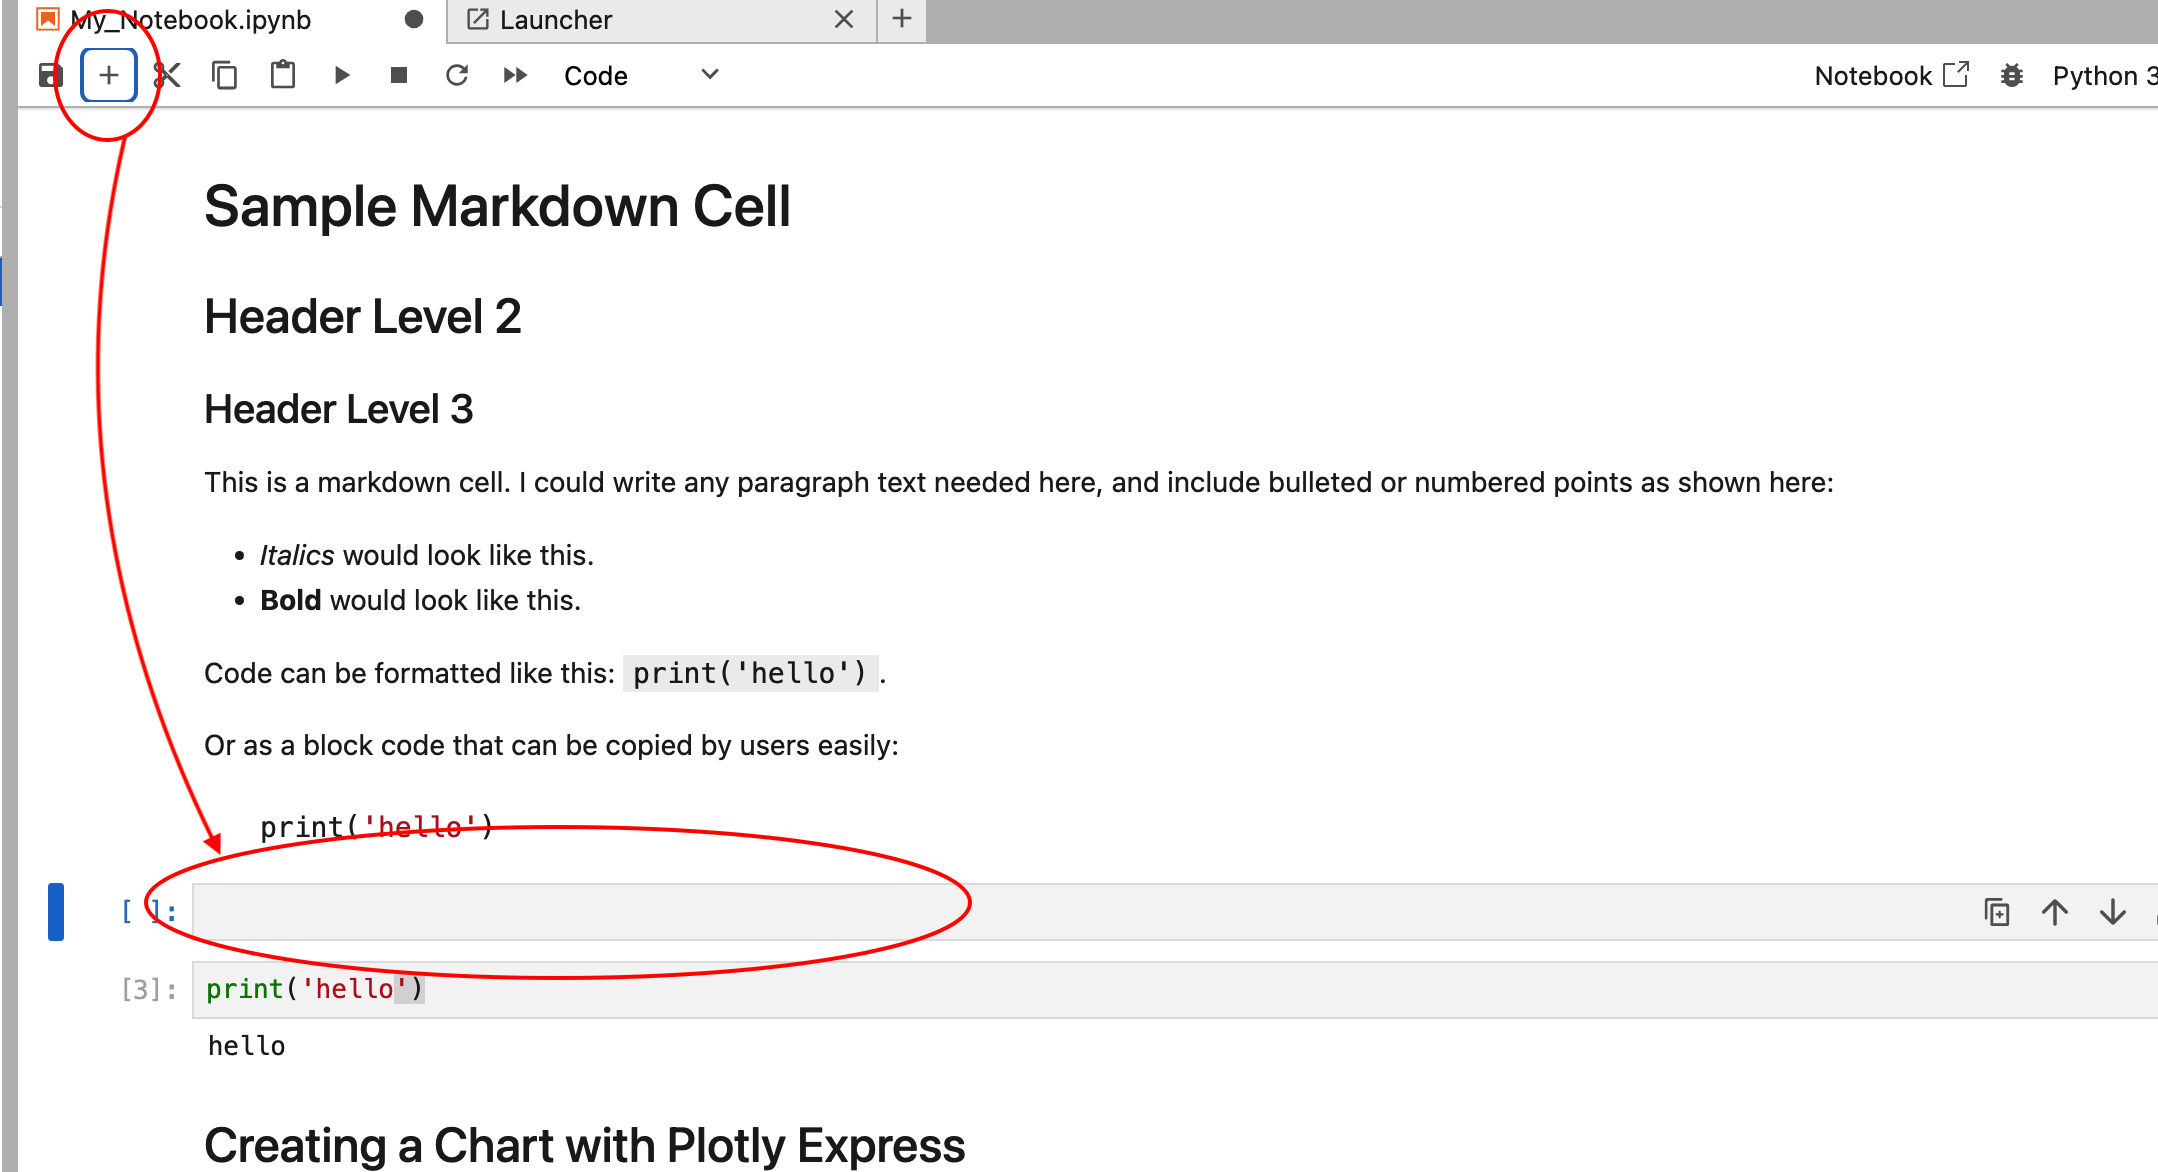 My_Notebook.ipynb Launcher
Code Notebook Python 3
Sample Markdown Cell
Header Level 2
Header Level 3
This is a markdown cell. I could write any paragraph text needed here, and include bulleted or numbered points as shown here:
• Italics would look like this.
• Bold would look like this.
Code can be formatted like this: print('hello').
Or as a block code that can be copied by users easily:
print('hello')
[ ]:
[3]: print('hello')
hello
Creating a Chart with Plotly Express